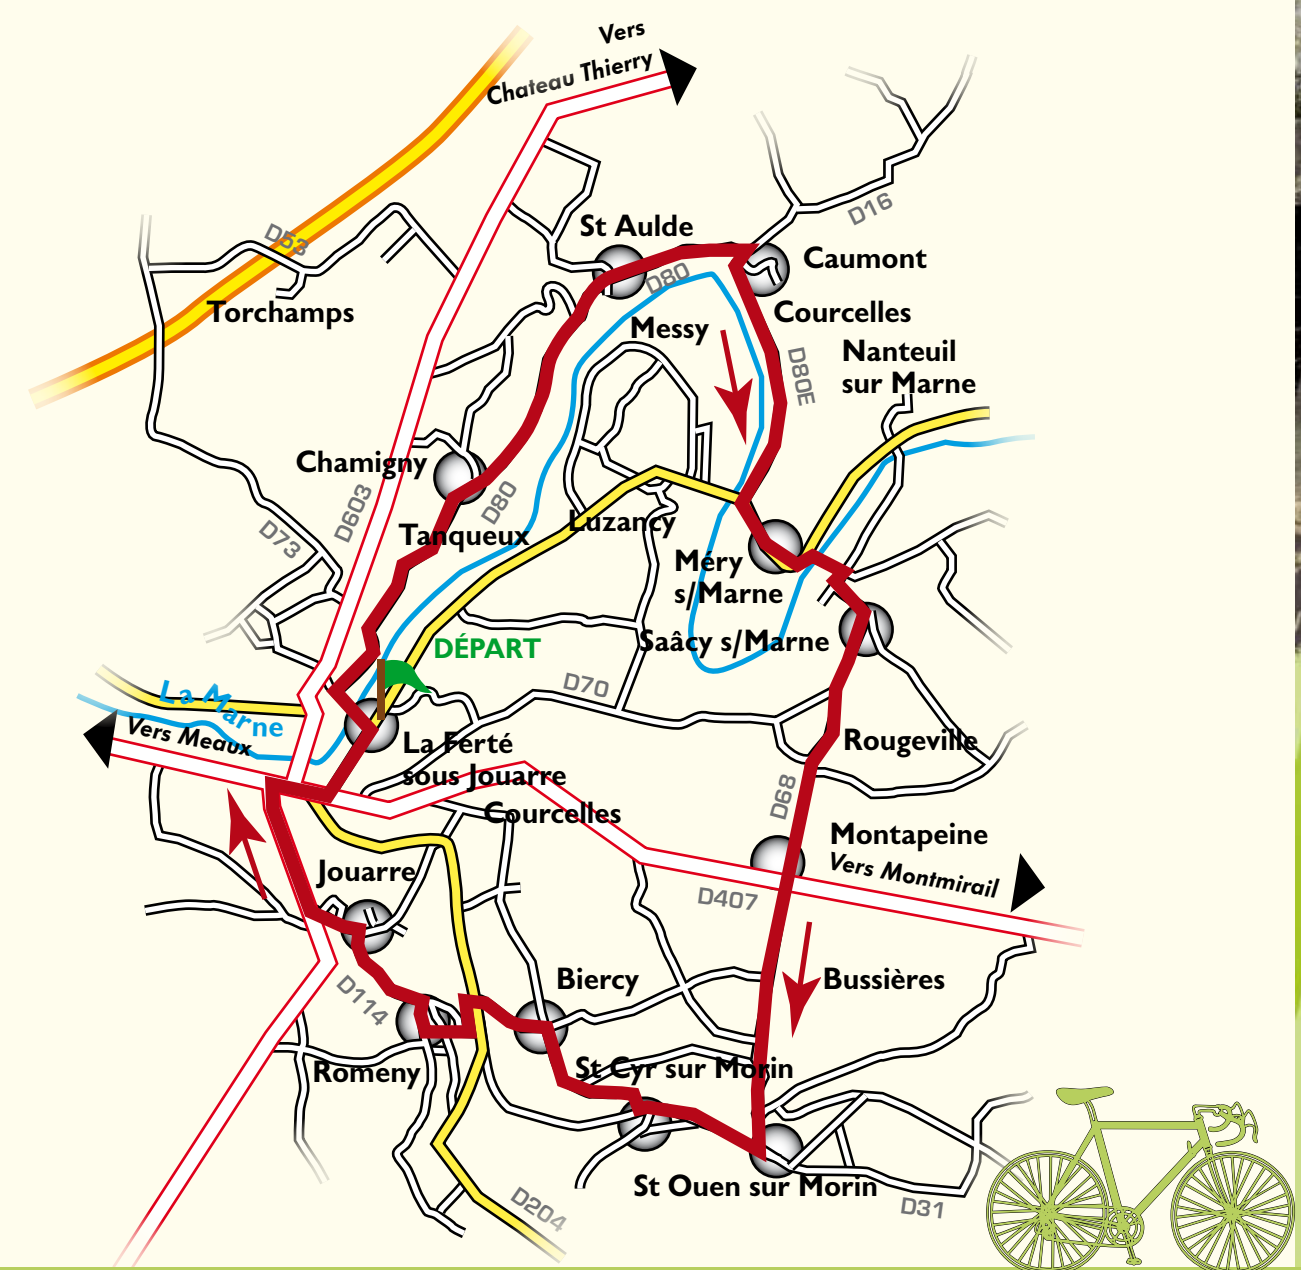 Vers
Chateau Thierry
D16
St Aulde
D53
Caumont
D80
Torchamps
Courcelles
Messy
Nanteuil
sur Marne
D80E
Chamigny
D603
D80
D73
Tanqueux
Luzancy
Méry
s/Marne
DÉPART
Saâcy s/Marne
D70
La Marne
Vers Meaux
La Ferté
sous Jouarre
Rougeville
D68
Courcelles
Montapeine
Vers Montmirail
Jouarre
D407
D114
Biercy
Bussières
Romeny
St Cyr sur Morin
St Ouen sur Morin
D204
D31